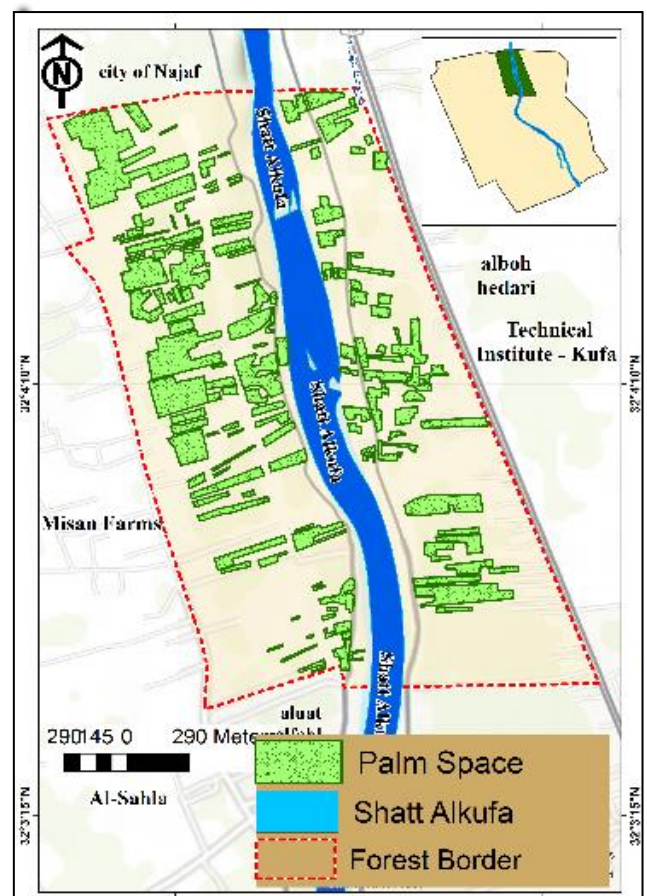 N
city of Najaf
Shatt Alkufa
alboh
hedari
Technical
Institute - Kufa
32°4'10"N
32°4'10"N
Shatt Alkufa
Misan Farms
Shatt
aluat
290145 0 290
Al-Sahla
32°3'15"N
32°3'15"N
Palm Space
Shatt Alkufa
Forest Border